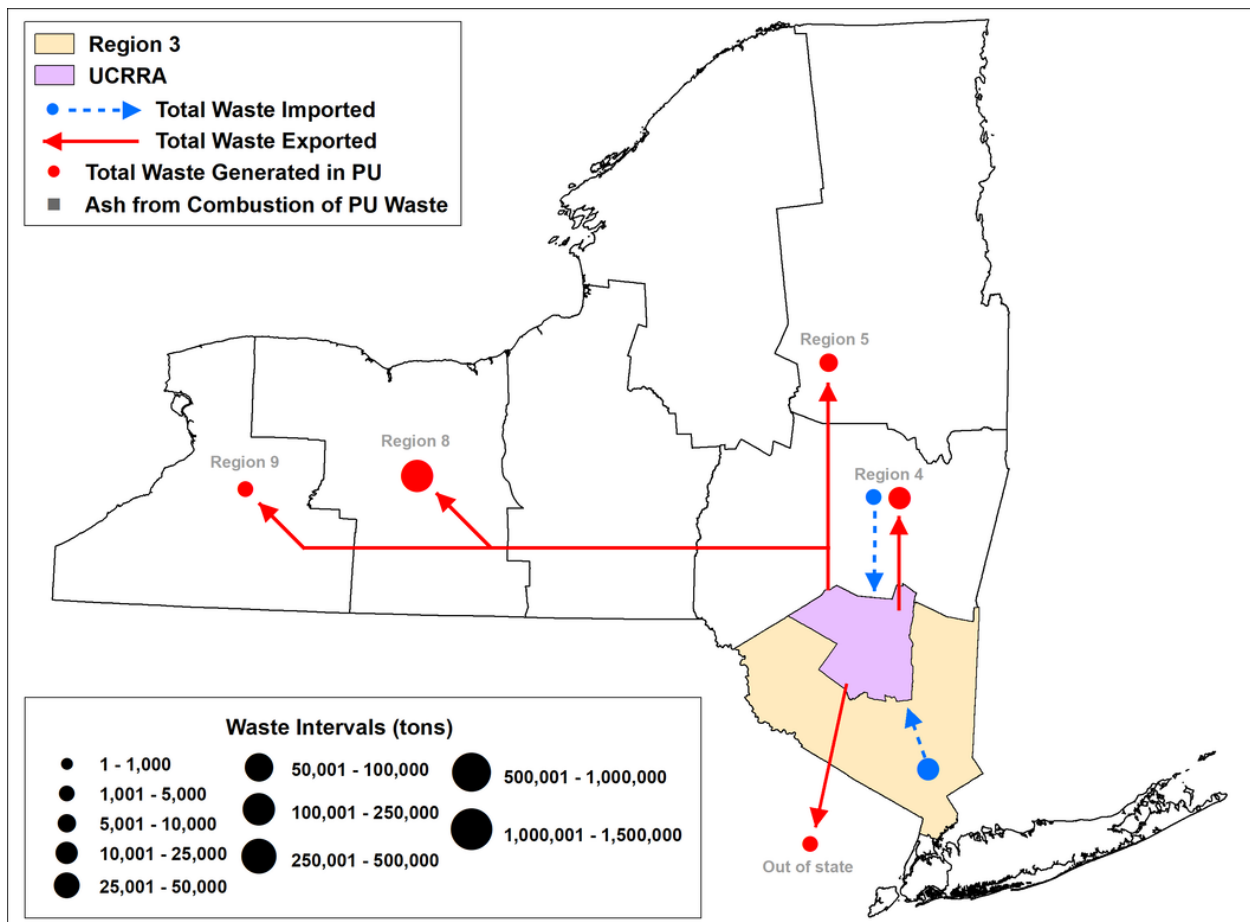 Region 3
UCRRA
Total Waste Imported
Total Waste Exported
Total Waste Generated in PU
Ash from Combustion of PU Waste
Region 5
Region 8
Region 9
Region 4
Out of state
Waste Intervals (tons)
1 - 1,000
1,001 - 5,000
5,001 - 10,000
10,001 - 25,000
25,001 - 50,000
50,001 - 100,000
100,001 - 250,000
250,001 - 500,000
500,001 - 1,000,000
1,000,001 - 1,500,000